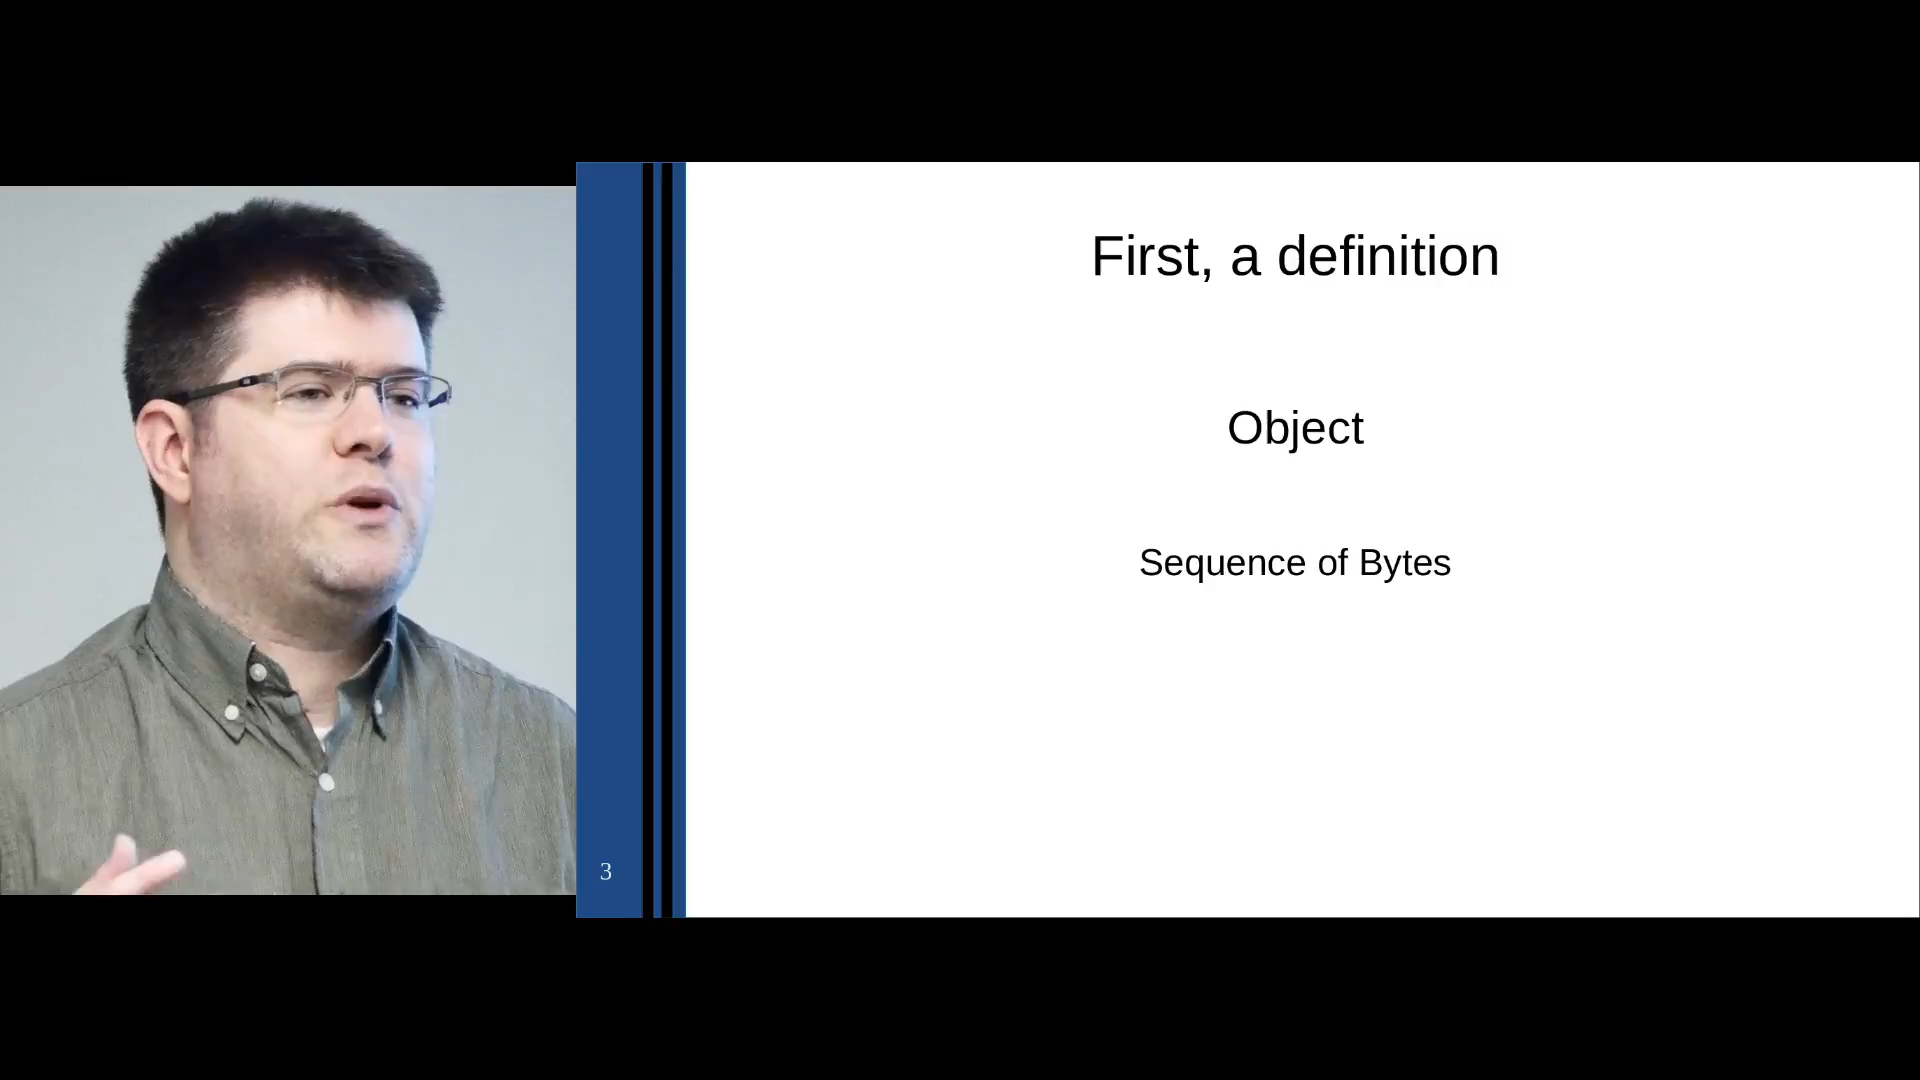 First, a definition
Object
Sequence of Bytes
3